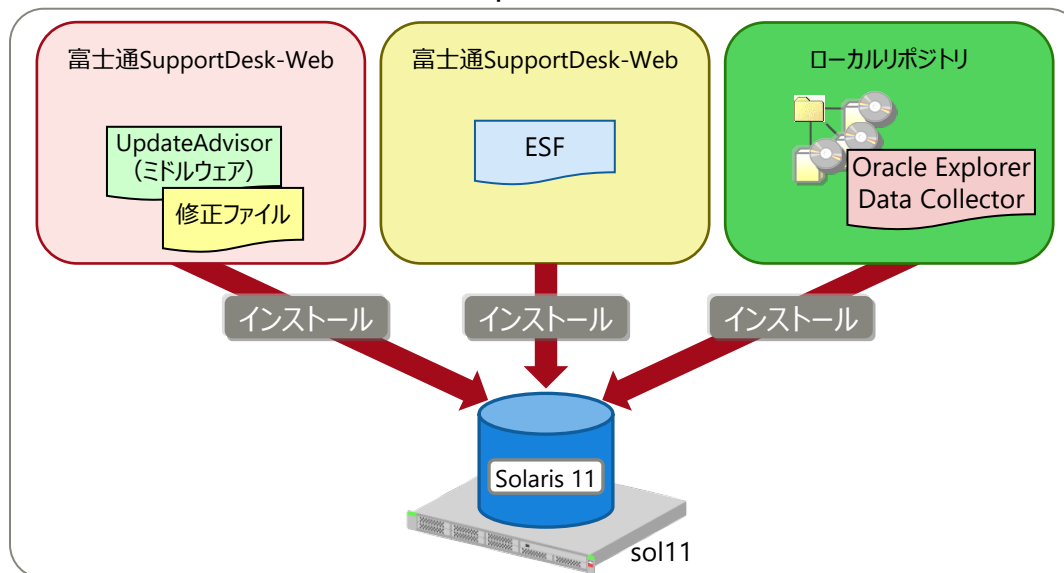 富士通SupportDesk-Web
UpdateAdvisor
（ミドルウェア）
修正ファイル
富士通SupportDesk-Web
ESF
ローカルリポジトリ
Oracle Explorer
Data Collector
インストール
インストール
インストール
Solaris 11
sol11